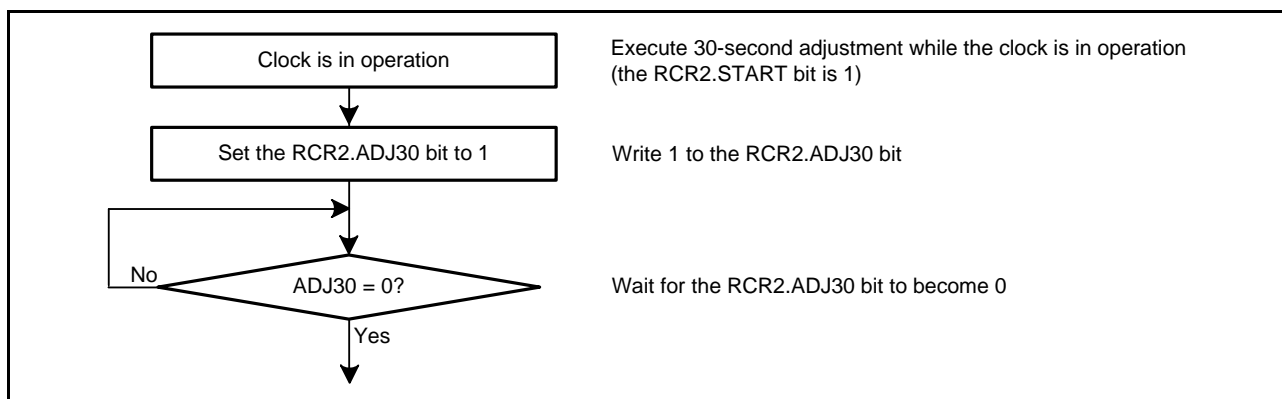 Clock is in operation
Execute 30-second adjustment while the clock is in operation
(the RCR2.START bit is 1)
Set the RCR2.ADJ30 bit to 1
Write 1 to the RCR2.ADJ30 bit
No
ADJ30 = 0?
Wait for the RCR2.ADJ30 bit to become 0
Yes